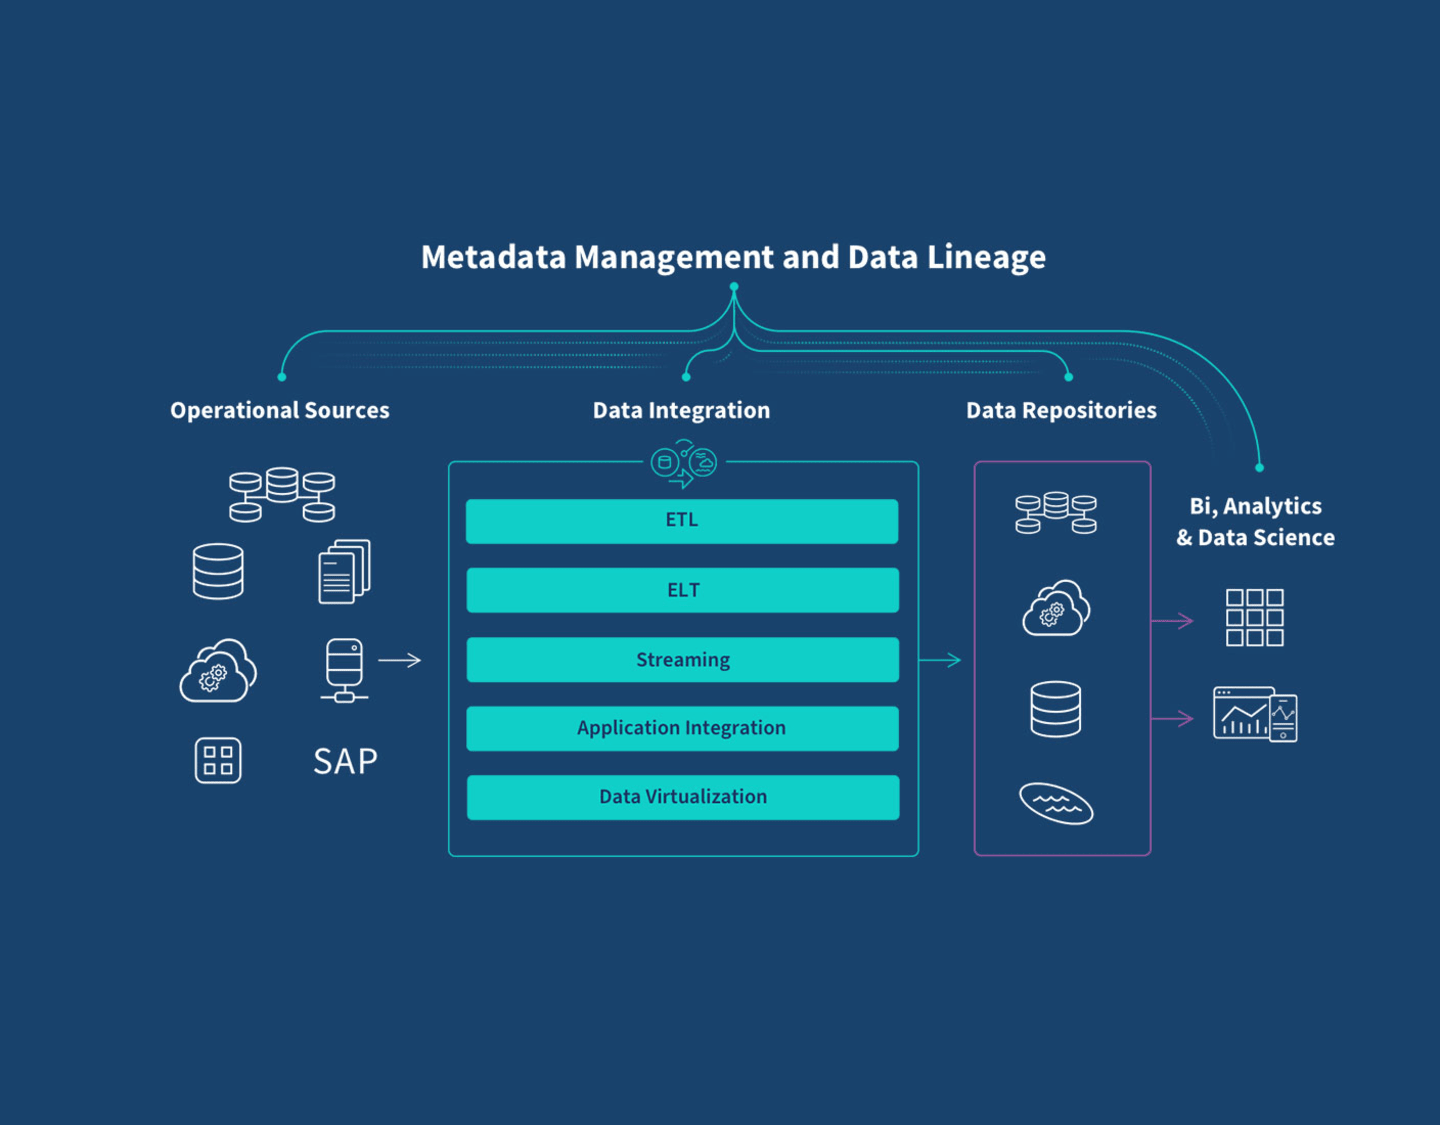 Metadata Management and Data Lineage
Operational Sources
Data Integration
Data Repositories
Bi, Analytics
& Data Science
ETL
ELT
Streaming
Application Integration
Data Virtualization
SAP